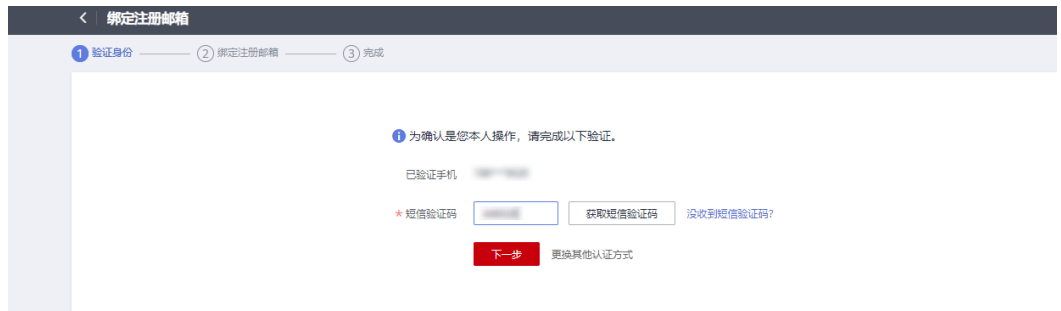 绑定注册邮箱
1 验证身份 2 绑定注册邮箱 3 完成
为确认是您本人操作，请完成以下验证。
已验证手机
* 短信验证码 获取短信验证码 没收到短信验证码?
下一步 更换其他认证方式